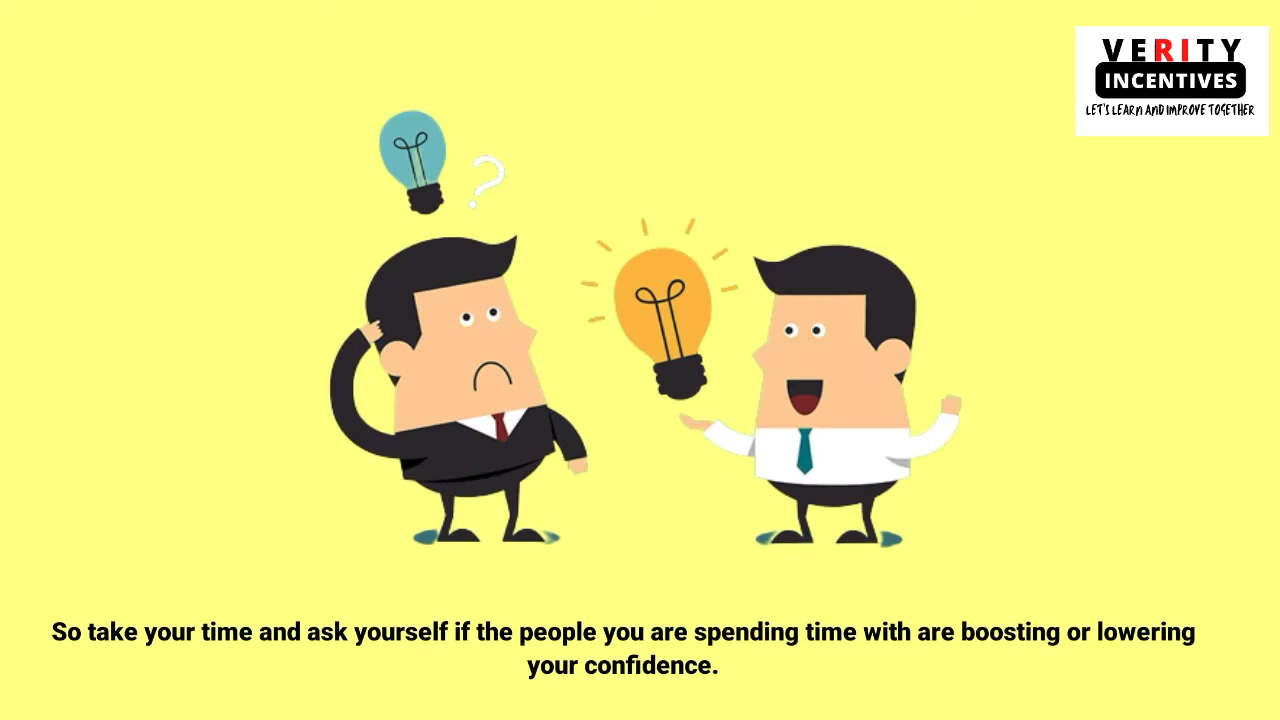 VERITY
INCENTIVES
LET'S LEARN AND IMPROVE TOGETHER
?
So take your time and ask yourself if the people you are spending time with are boosting or lowering
your confidence.